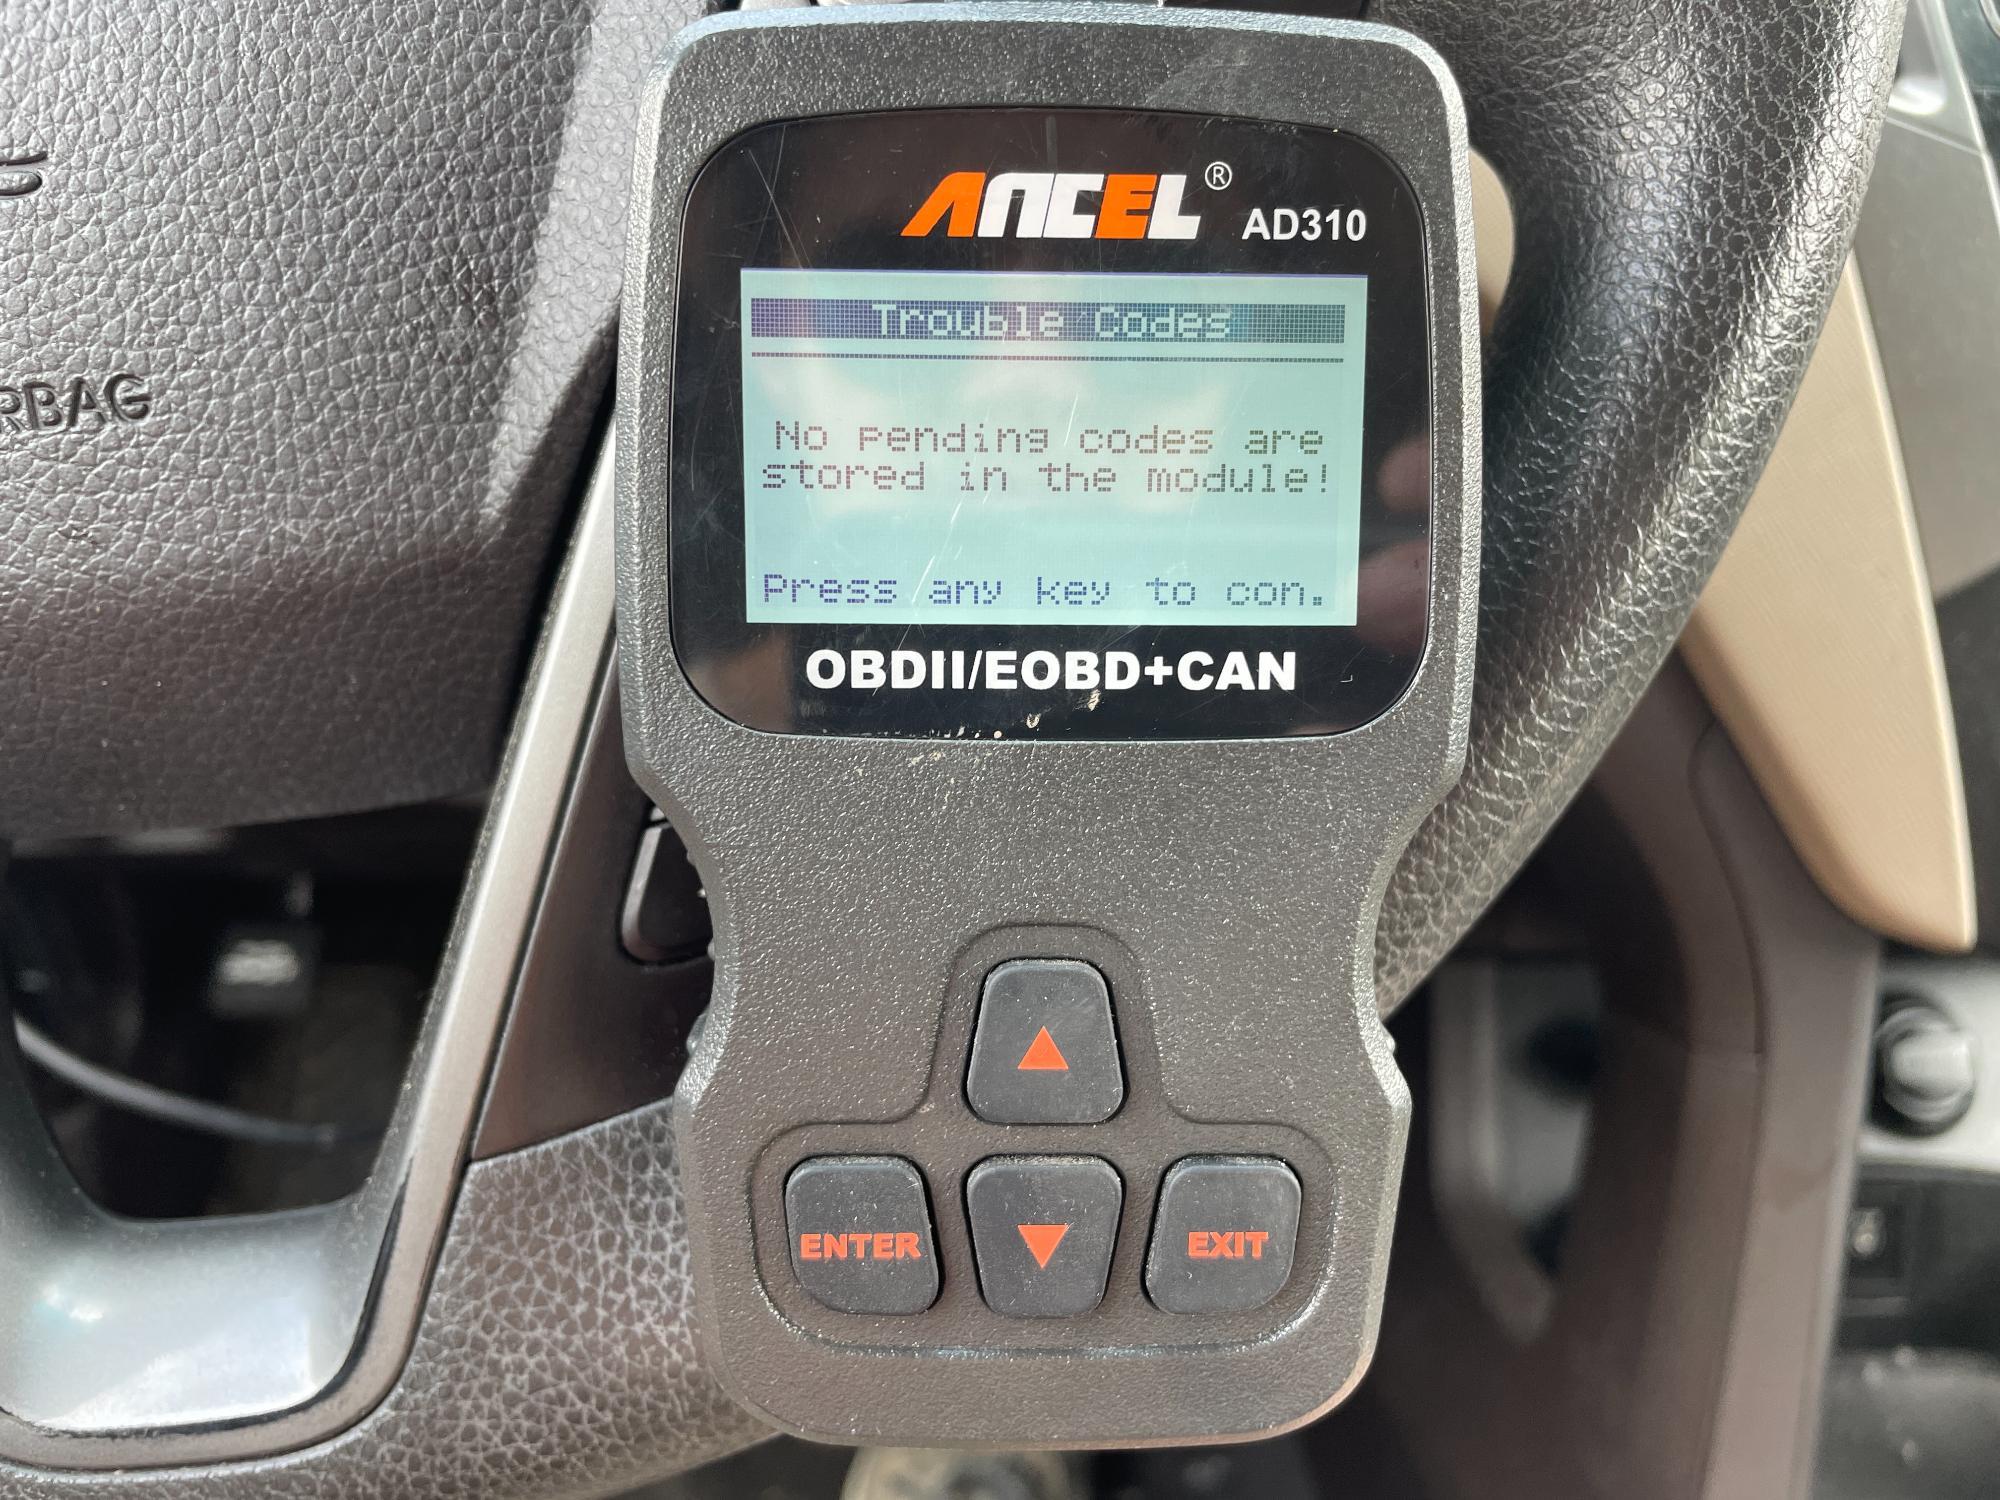 ANCEL®
AD310
Trouble Codes
No pending codes are
stored in the module!
Press any key to con.
OBDII/EOBD+CAN
ENTER
EXIT